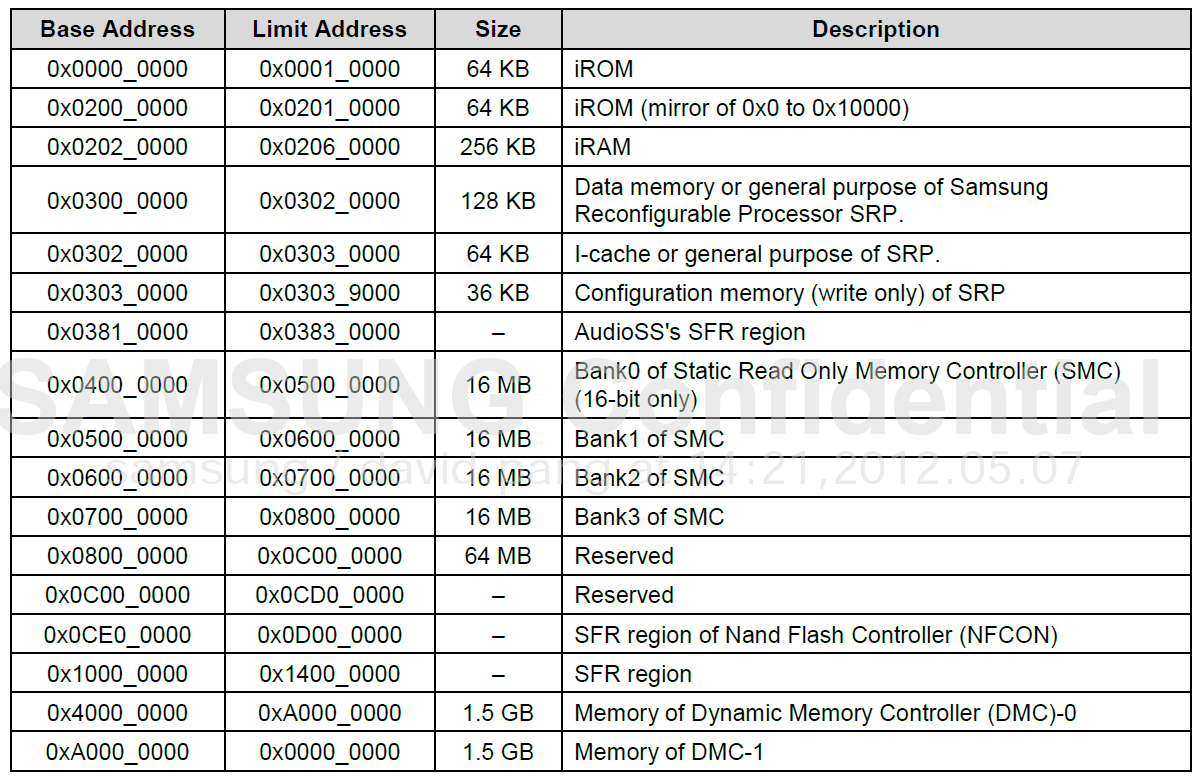 Base Address Limit Address Size Description
0x0000_0000 0x0001_0000 64 KB iROM
0x0200_0000 0x0201_0000 64 KB iROM (mirror of 0x0 to 0x10000)
0x0202_0000 0x0206_0000 256 KB iRAM
0x0300_0000 0x0302_0000 128 KB Data memory or general purpose of Samsung
Reconfigurable Processor SRP.
0x0302_0000 0x0303_0000 64 KB I-cache or general purpose of SRP.
0x0303_0000 0x0303_9000 36 KB Configuration memory (write only) of SRP
0x0381_0000 0x0383_0000 – AudioSS's SFR region
SAMSUNG Confidential
0x0400_0000 0x0500_0000 16 MB Bank0 of Static Read Only Memory Controller (SMC)
(16-bit only)
0x0500_0000 0x0600_0000 16 MB Bank1 of SMC
samsung / david.pang at 14:21,2012.05.07
0x0600_0000 0x0700_0000 16 MB Bank2 of SMC
0x0700_0000 0x0800_0000 16 MB Bank3 of SMC
0x0800_0000 0x0C00_0000 64 MB Reserved
0x0C00_0000 0x0CD0_0000 – Reserved
0x0CE0_0000 0x0D00_0000 – SFR region of Nand Flash Controller (NFCON)
0x1000_0000 0x1400_0000 – SFR region
0x4000_0000 0xA000_0000 1.5 GB Memory of Dynamic Memory Controller (DMC)-0
0xA000_0000 0x0000_0000 1.5 GB Memory of DMC-1